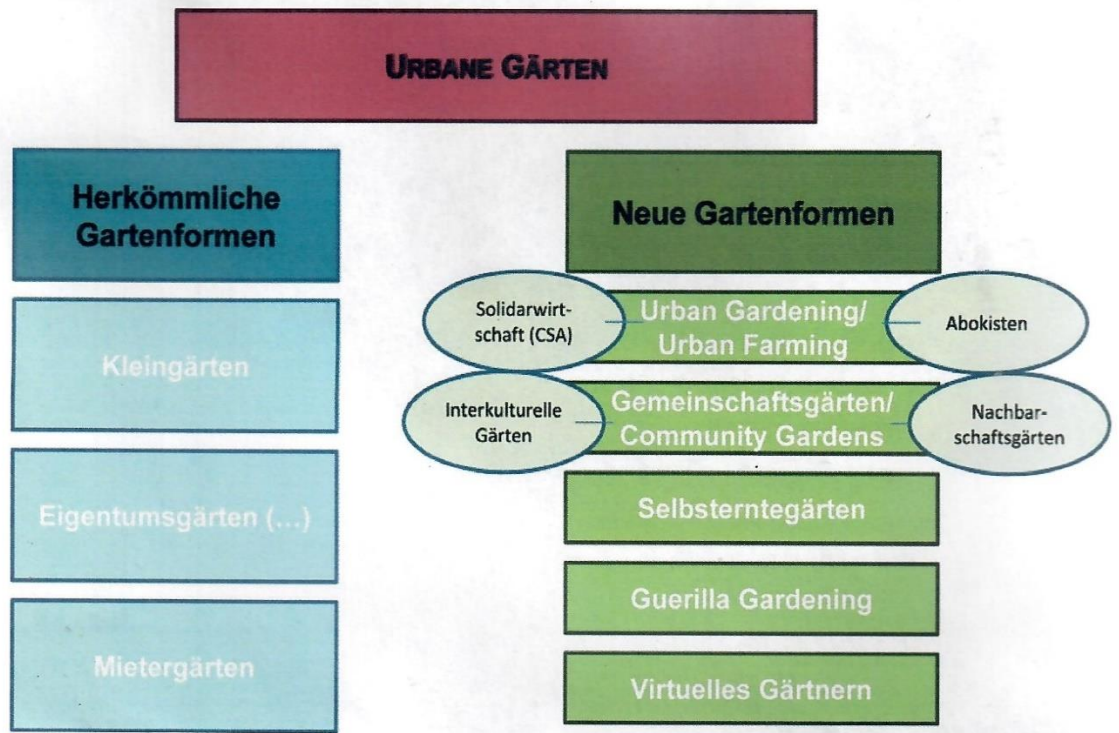 URBANE GÄRTEN
Herkömmliche
Gartenformen
Kleingärten
Eigentumsgärten (...)
Mietergärten
Neue Gartenformen
Solidarwirt-
schaft (CSA)
Urban Gardening/
Urban Farming
Abokisten
Interkulturelle
Gärten
Gemeinschaftsgärten/
Community Gardens
Nachbar-
schaftsgärten
Selbsterntegärten
Guerilla Gardening
Virtuelles Gärtnern